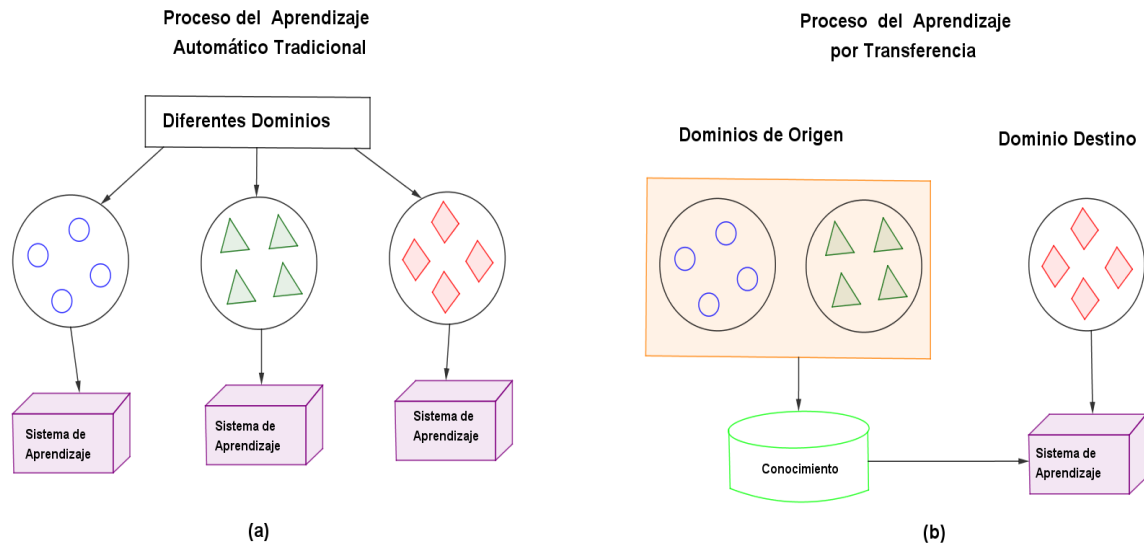 Proceso del Aprendizaje
Automático Tradicional
Diferentes Dominios
Sistema de
Aprendizaje
Sistema de
Aprendizaje
Sistema de
Aprendizaje
(a)
Proceso del Aprendizaje
por Transferencia
Dominios de Origen
Dominio Destino
Conocimiento
Sistema de
Aprendizaje
(b)